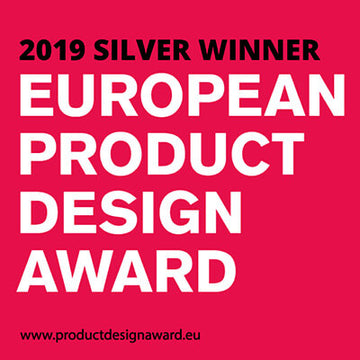 2019 SILVER WINNER
EUROPEAN
PRODUCT
DESIGN
AWARD
www.productdesignaward.eu